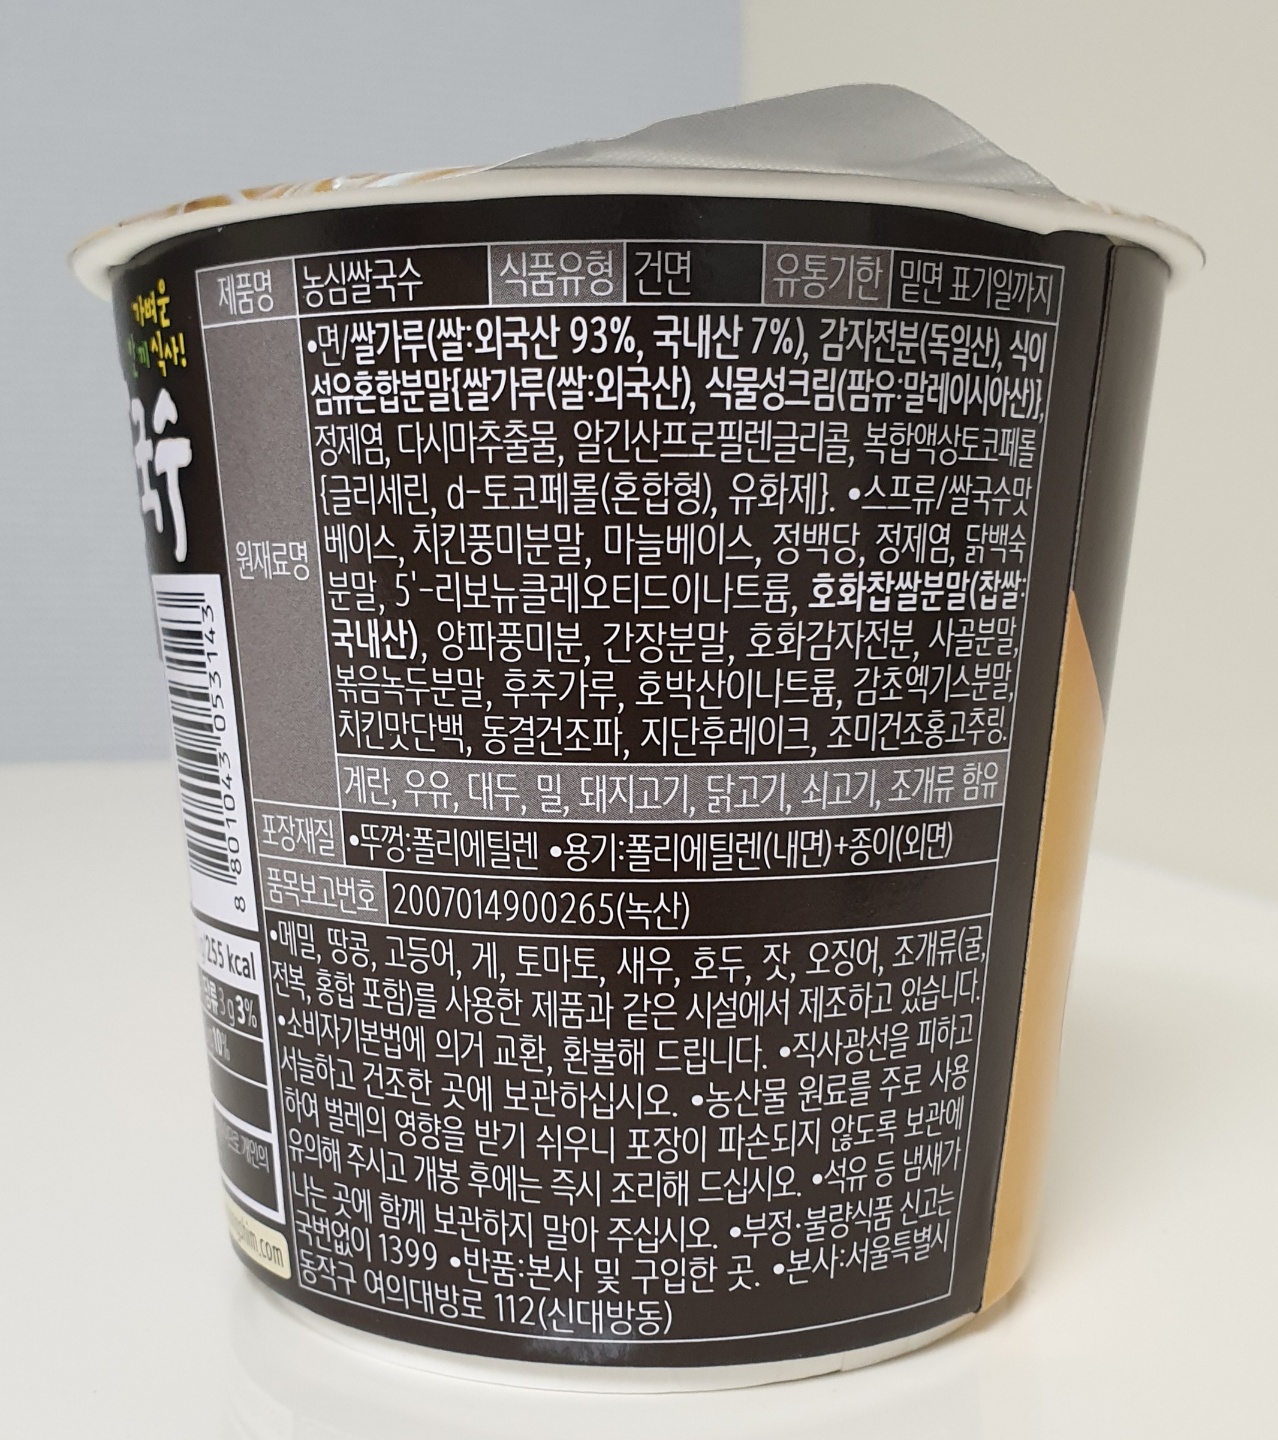 가벼운
한끼 식사!
국수
8 801043 053143
255 kcal
3 g 3%
10%
개인의
shim.com
제품명 농심쌀국수 식품유형 건면 유통기한 밑면 표기일까지
원재료명
•면/쌀가루(쌀:외국산 93%, 국내산 7%), 감자전분(독일산), 식이
섬유혼합분말{쌀가루(쌀:외국산), 식물성크림(팜유:말레이시아산)},
정제염, 다시마추출물, 알긴산프로필렌글리콜, 복합액상토코페롤
{글리세린, d-토코페롤(혼합형), 유화제}. •스프류/쌀국수맛
베이스, 치킨풍미분말, 마늘베이스, 정백당, 정제염, 닭백숙
분말, 5'-리보뉴클레오티드이나트륨, 호화찹쌀분말(찹쌀:
국내산), 양파풍미분, 간장분말, 호화감자전분, 사골분말,
볶음녹두분말, 후추가루, 호박산이나트륨, 감초엑기스분말,
치킨맛단백, 동결건조파, 지단후레이크, 조미건조홍고추링.
계란, 우유, 대두, 밀, 돼지고기, 닭고기, 쇠고기, 조개류 함유
포장재질 •뚜껑:폴리에틸렌 •용기:폴리에틸렌(내면)+종이(외면)
품목보고번호 2007014900265(녹산)
•메밀, 땅콩, 고등어, 게, 토마토, 새우, 호두, 잣, 오징어, 조개류(굴,
전복, 홍합 포함)를 사용한 제품과 같은 시설에서 제조하고 있습니다.
•소비자기본법에 의거 교환, 환불해 드립니다. •직사광선을 피하고
서늘하고 건조한 곳에 보관하십시오. •농산물 원료를 주로 사용
하여 벌레의 영향을 받기 쉬우니 포장이 파손되지 않도록 보관에
유의해 주시고 개봉 후에는 즉시 조리해 드십시오. •석유 등 냄새가
나는 곳에 함께 보관하지 말아 주십시오. •부정·불량식품 신고는
국번없이 1399 •반품:본사 및 구입한 곳. •본사:서울특별시
동작구 여의대방로 112(신대방동)